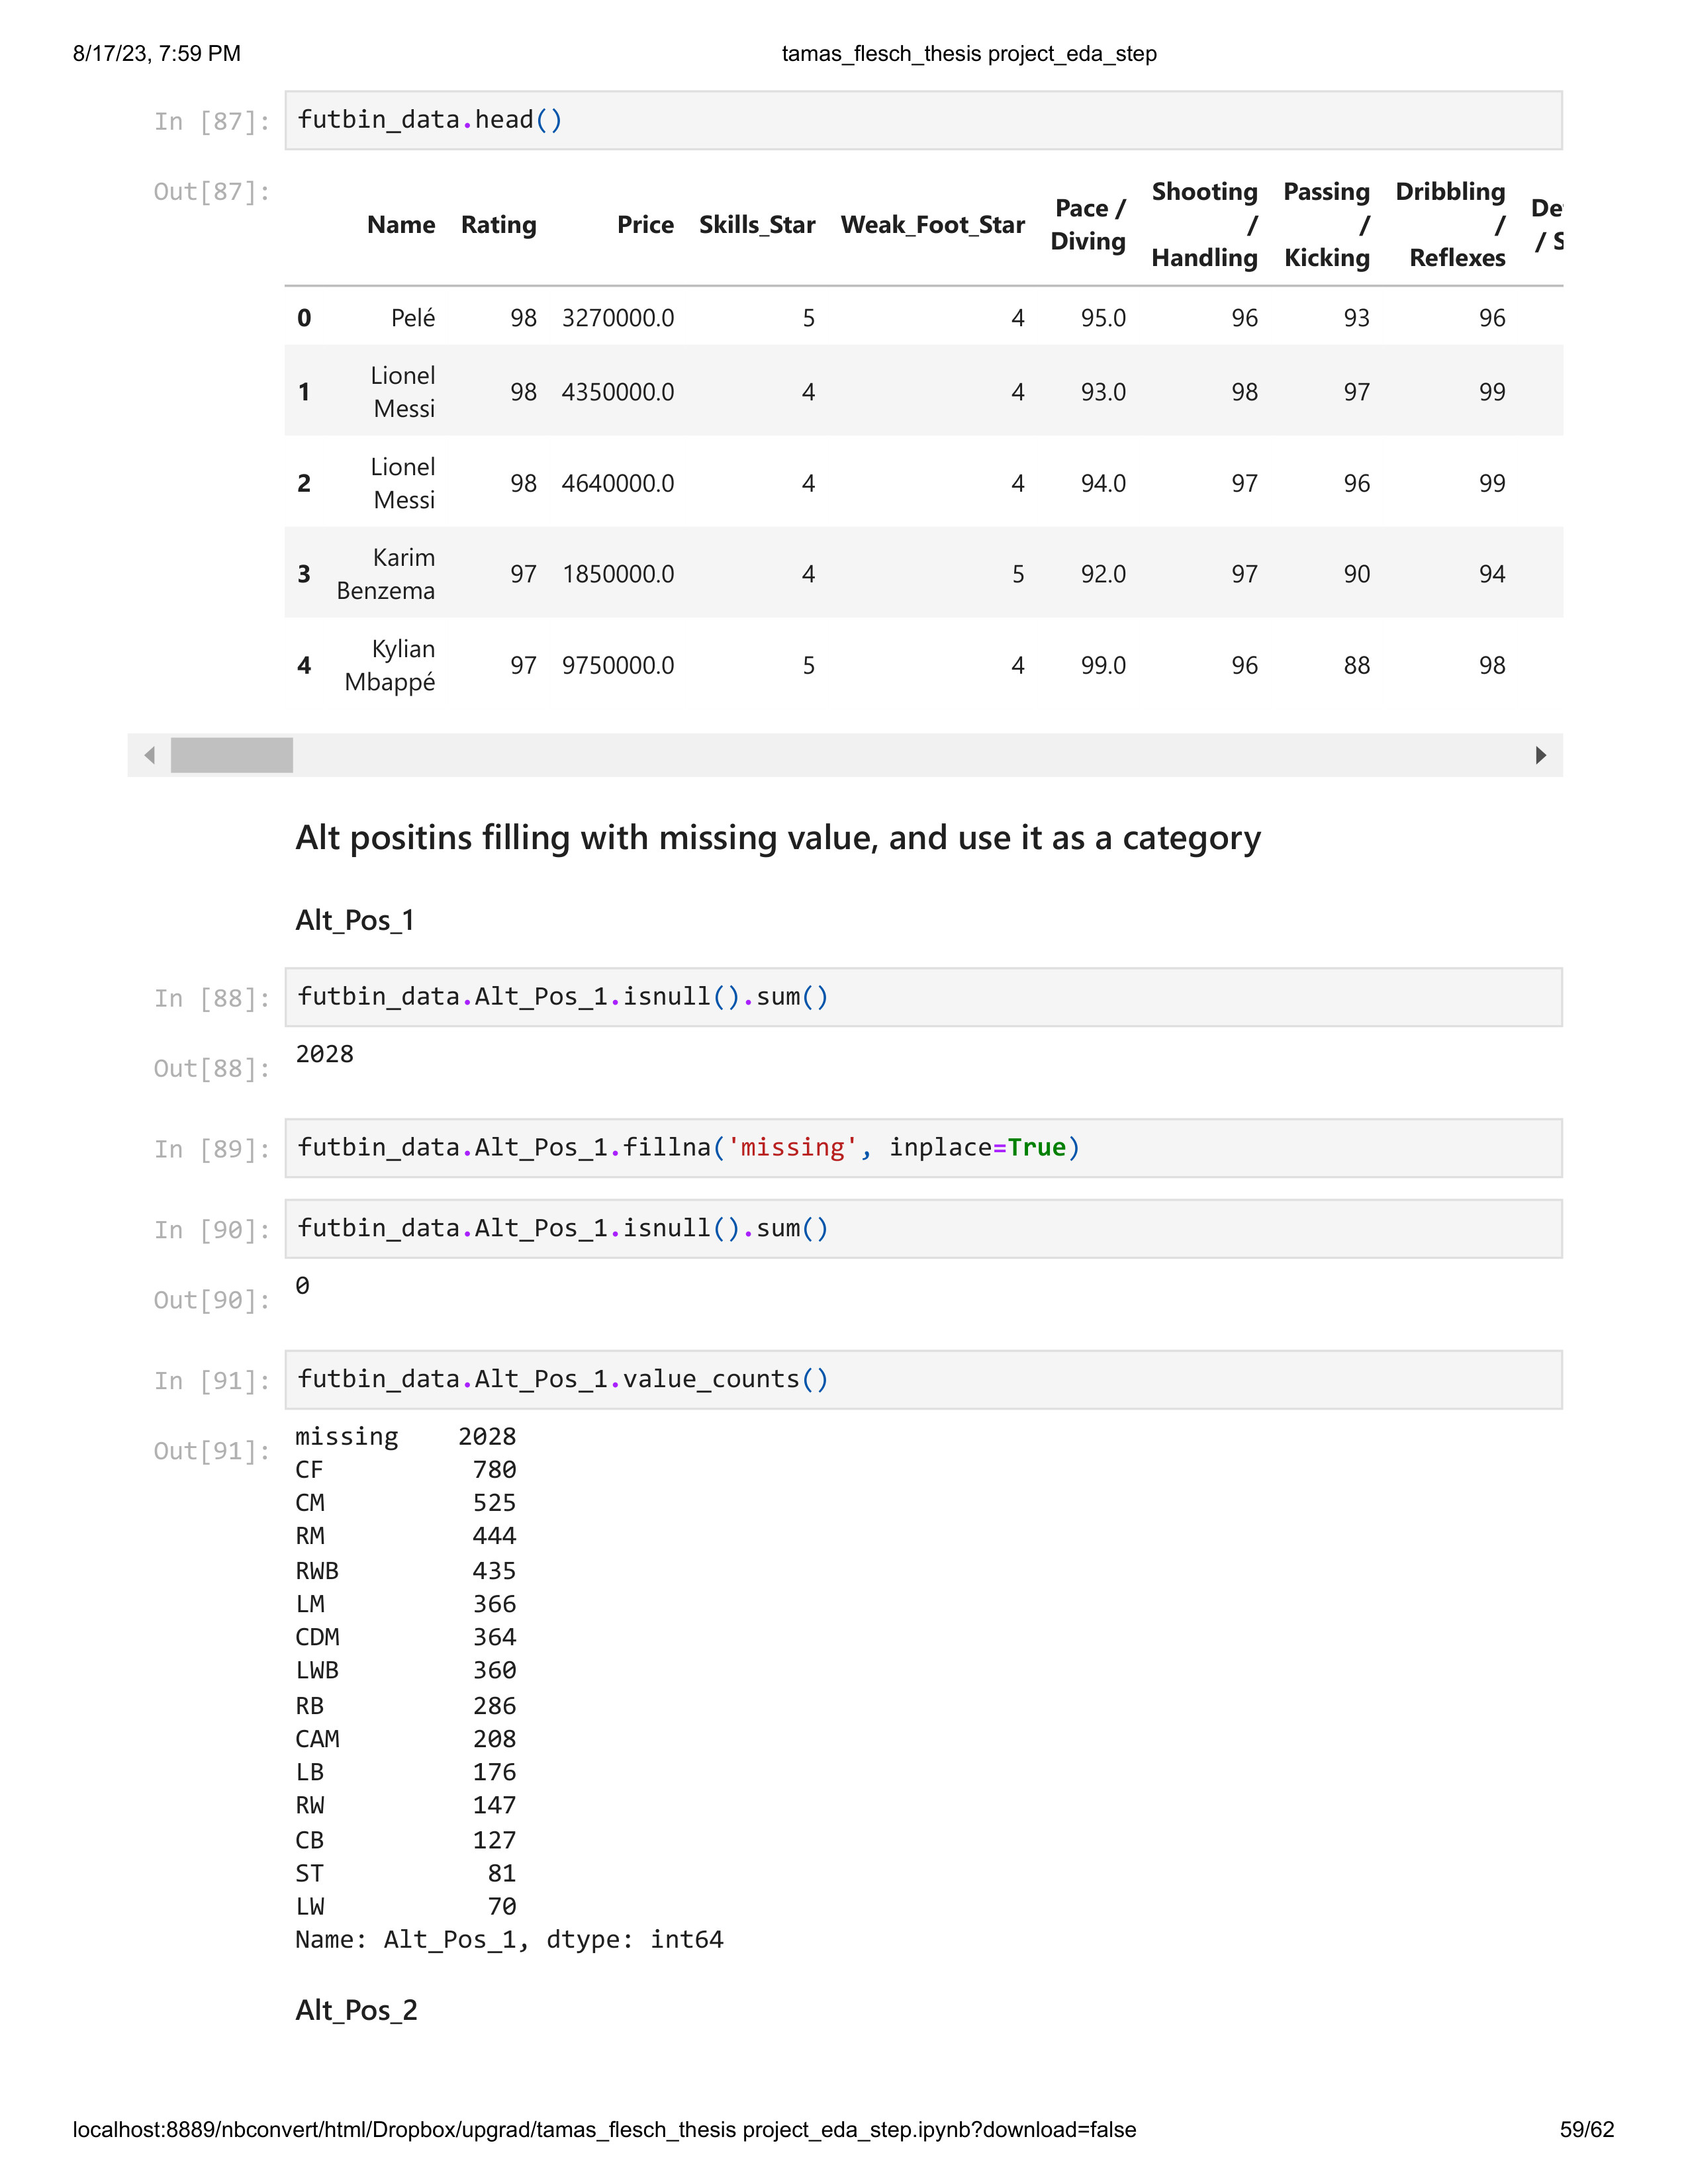 8/17/23, 7:59 PM tamas_flesch_thesis project_eda_step
In [87]: futbin_data.head()
Out[87]:
Name Rating Price Skills_Star Weak_Foot_Star Pace / Diving Shooting / Handling Passing / Kicking Dribbling / Reflexes
0 Pelé 98 3270000.0 5 4 95.0 96 93 96
1 Lionel Messi 98 4350000.0 4 4 93.0 98 97 99
2 Lionel Messi 98 4640000.0 4 4 94.0 97 96 99
3 Karim Benzema 97 1850000.0 4 5 92.0 97 90 94
4 Kylian Mbappé 97 9750000.0 5 4 99.0 96 88 98
Alt positins filling with missing value, and use it as a category
Alt_Pos_1
In [88]: futbin_data.Alt_Pos_1.isnull().sum()
Out[88]: 2028
In [89]: futbin_data.Alt_Pos_1.fillna('missing', inplace=True)
In [90]: futbin_data.Alt_Pos_1.isnull().sum()
Out[90]: 0
In [91]: futbin_data.Alt_Pos_1.value_counts()
Out[91]: missing 2028
CF 780
CM 525
RM 444
RWB 435
LM 366
CDM 364
LWB 360
RB 286
CAM 208
LB 176
RW 147
CB 127
ST 81
LW 70
Name: Alt_Pos_1, dtype: int64
Alt_Pos_2
localhost:8889/nbconvert/html/Dropbox/upgrad/tamas_flesch_thesis project_eda_step.ipynb?download=false 59/62